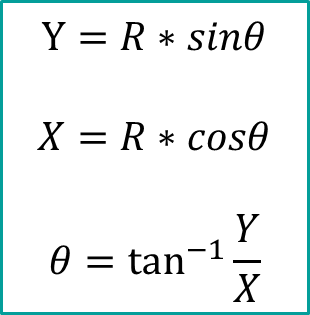 Y = R * sinθ
X = R * cosθ
θ = tan⁻¹ Y/X